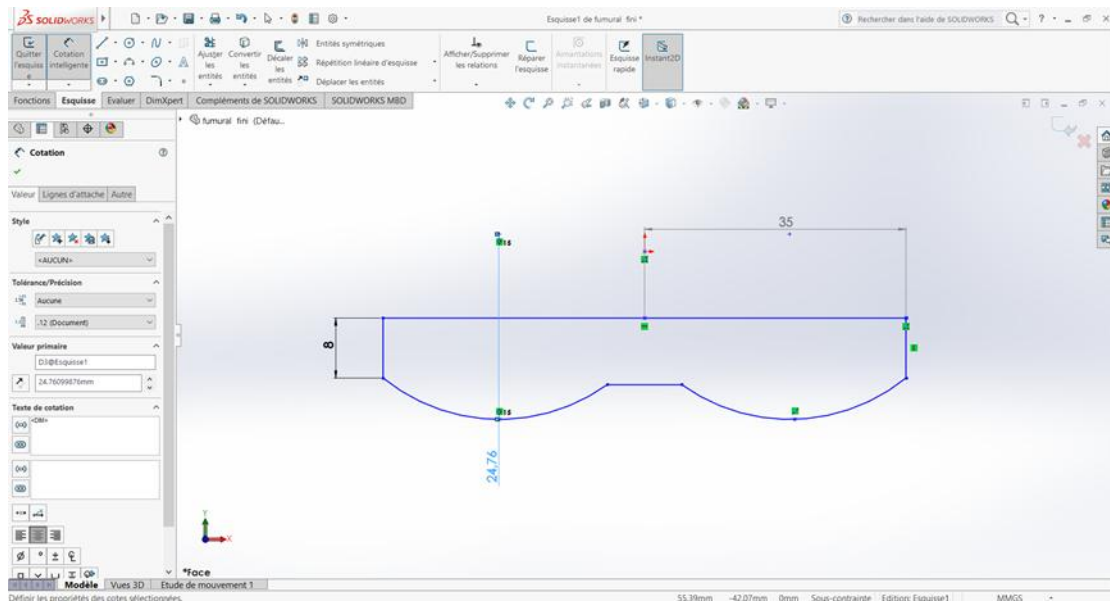 SOLIDWORKS
Esquisse1 de fumural fini *
Rechercher dans l'aide de SOLIDWORKS
Quitter l'esquisse
Cotation intelligente
Ajuster les entités
Convertir les entités
Décaler les entités
Entités symétriques
Répétition linéaire d'esquisse
Déplacer les entités
Afficher/Supprimer les relations
Réparer l'esquisse
Alimentations instantanées
Esquisse rapide
Instant2D
Fonctions Esquisse Evaluer DimXpert Compléments de SOLIDWORKS SOLIDWORKS MBD
fumural fini (Défau...
Cotation
Valeur Lignes d'attache Autre
Style
<AUCUN>
Tolérance/Précision
Aucune
.12 (Document)
Valeur primaire
D3@Esquisse1
24.76099876mm
Texte de cotation
<DIM>
35
15
8
15
24,76
Y
X
*Face
Modèle Vues 3D Etude de mouvement 1
Définir les propriétés des cotes sélectionnées.
55.39mm -42.07mm 0mm Sous-contrainte Edition: Esquisse1 MMGS